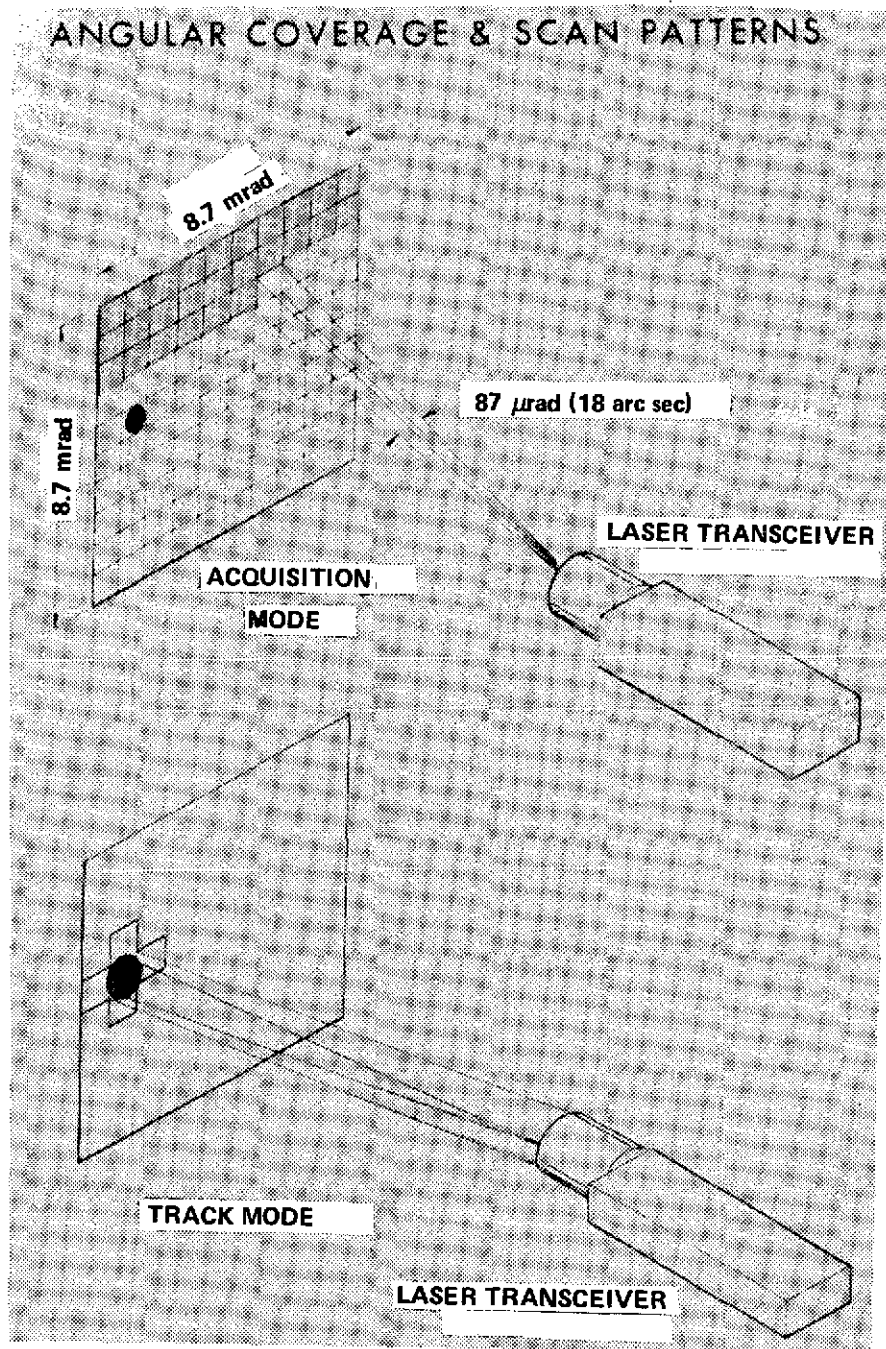 ANGULAR COVERAGE & SCAN PATTERNS
8.7 mrad
87 µrad (18 arc sec)
8.7 mrad
LASER TRANSCEIVER
ACQUISITION
MODE
TRACK MODE
LASER TRANSCEIVER